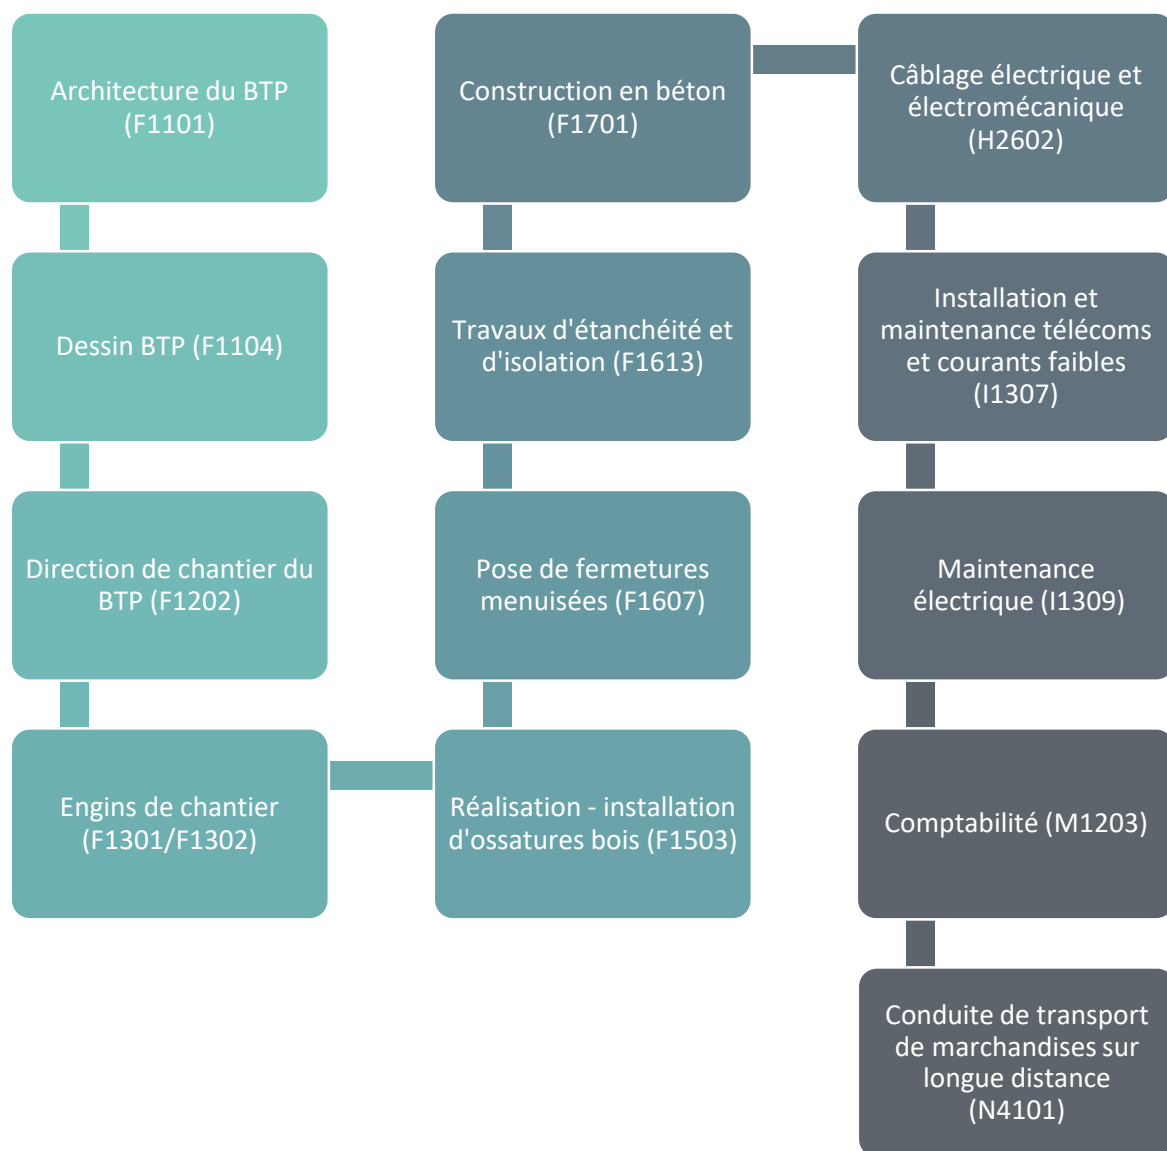 Architecture du BTP
(F1101)
Dessin BTP (F1104)
Direction de chantier du
BTP (F1202)
Engins de chantier
(F1301/F1302)
Réalisation - installation
d'ossatures bois (F1503)
Pose de fermetures
menuisées (F1607)
Travaux d'étanchéité et
d'isolation (F1613)
Construction en béton
(F1701)
Câblage électrique et
électromécanique
(H2602)
Installation et
maintenance télécoms
et courants faibles
(I1307)
Maintenance
électrique (I1309)
Comptabilité (M1203)
Conduite de transport
de marchandises sur
longue distance
(N4101)